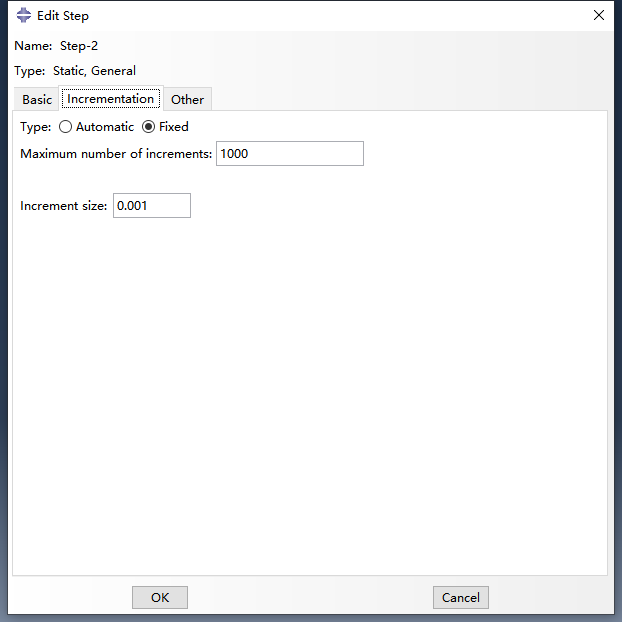 Edit Step
Name: Step-2
Type: Static, General
Basic Incrementation Other
Type: Automatic Fixed
Maximum number of increments: 1000
Increment size: 0.001
OK Cancel